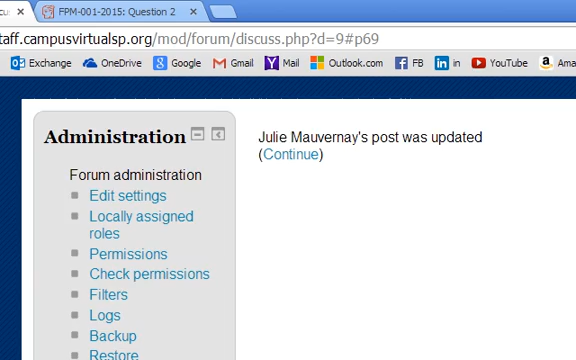 FPM-001-2015: Question 2
taff.campusvirtualsp.org/mod/forum/discuss.php?d=9#p69
Exchange OneDrive Google Gmail Mail Outlook.com FB in YouTube Ama
Administration
Julie Mauvernay's post was updated
(Continue)
Forum administration
Edit settings
Locally assigned
roles
Permissions
Check permissions
Filters
Logs
Backup
Restore